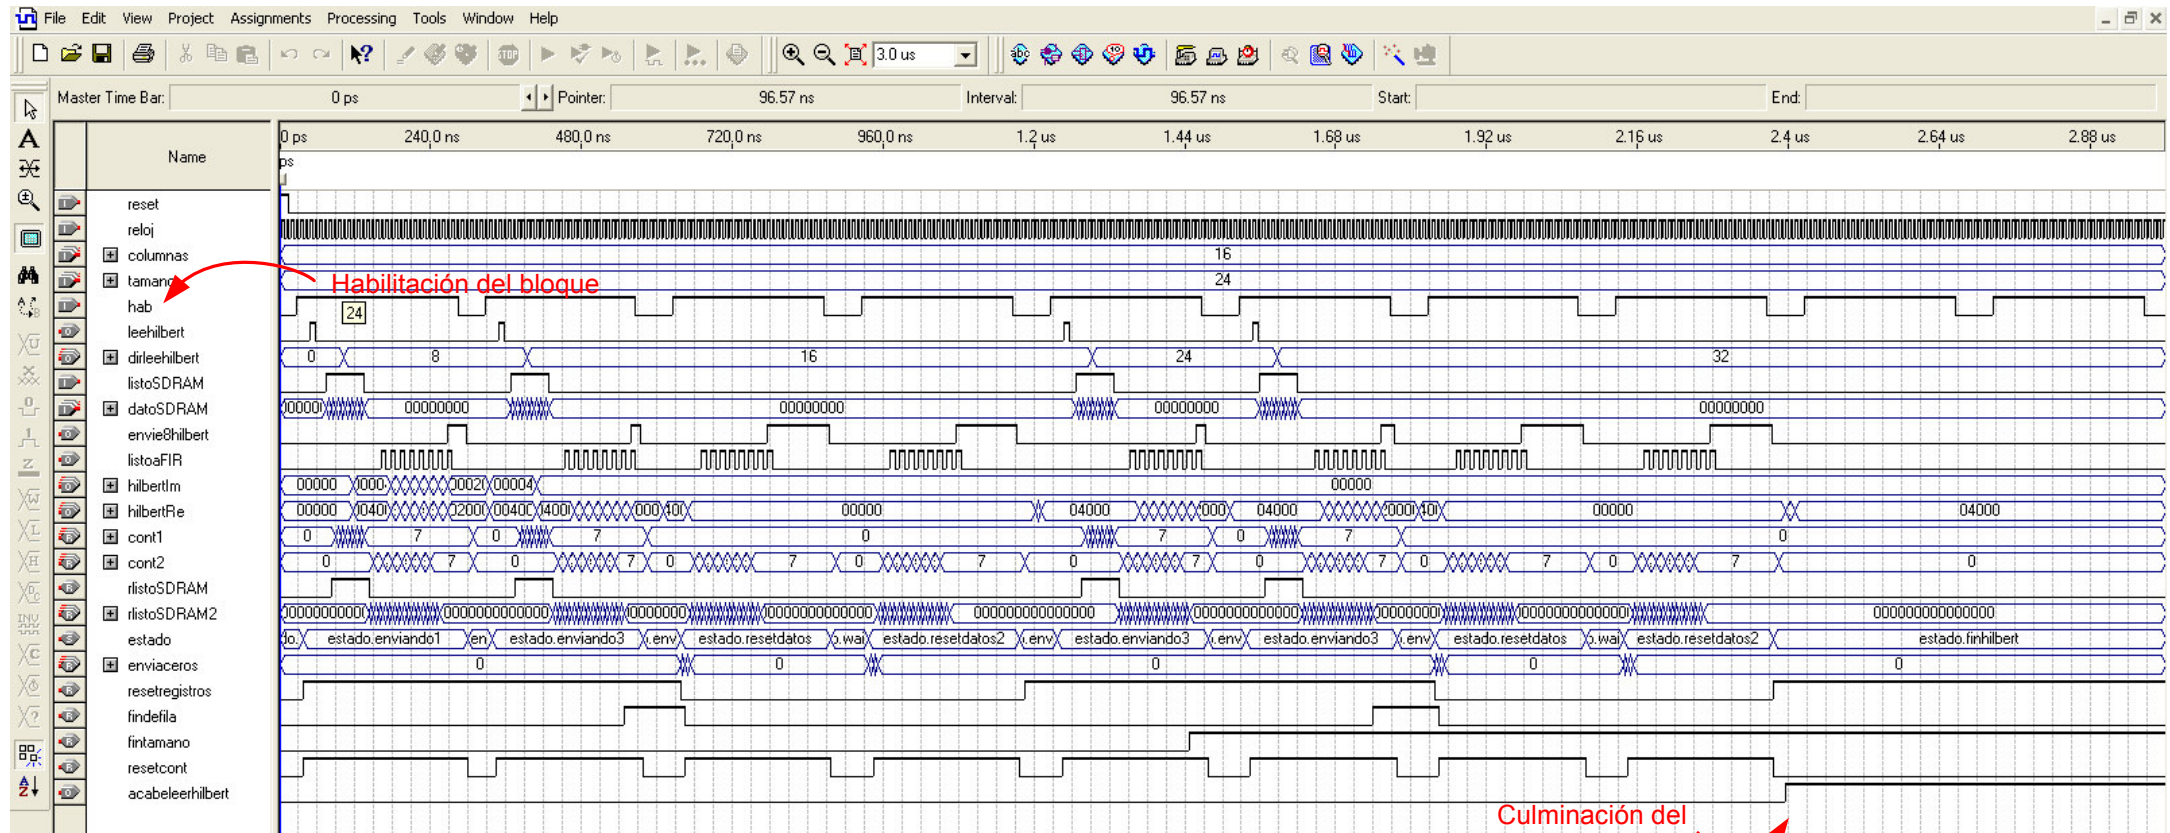 File Edit View Project Assignments Processing Tools Window Help
3.0 us
Master Time Bar: 0 ps Pointer: 96.57 ns Interval: 96.57 ns Start: End:
Name
0 ps 240.0 ns 480.0 ns 720.0 ns 960.0 ns 1.2 us 1.44 us 1.68 us 1.92 us 2.16 us 2.4 us 2.64 us 2.88 us
ps
reset
reloj
columnas 16
24
Habilitación del bloque
hab
24
leehilbert
dirleehilbert 0 8 16 24 32
listoSDRAM
datoSDRAM 00000000 00000000 00000000 00000000
envie8hilbert
listoaFIR
hilbertIm 00000 00004 00000
hilbertRe 00000 00000 04000 04000 00000 04000
cont1 0 7 0 7 0 7 0 7 0
cont2 0 7 0 7 0 7 0 7 0 7 0 7 0 7 0 7 0
rlistoSDRAM
rlistoSDRAM2 000000000000000 000000000000000
estado estado.enviando1 estado.enviando3 estado.resetdatos estado.resetdatos2 estado.enviando3 estado.enviando3 estado.resetdatos estado.resetdatos2 estado.finhilbert
enviaceros 0 0 0 0 0
resetregistros
findefila
fintamano
resetcont
acabeleerhilbert
Culminación del